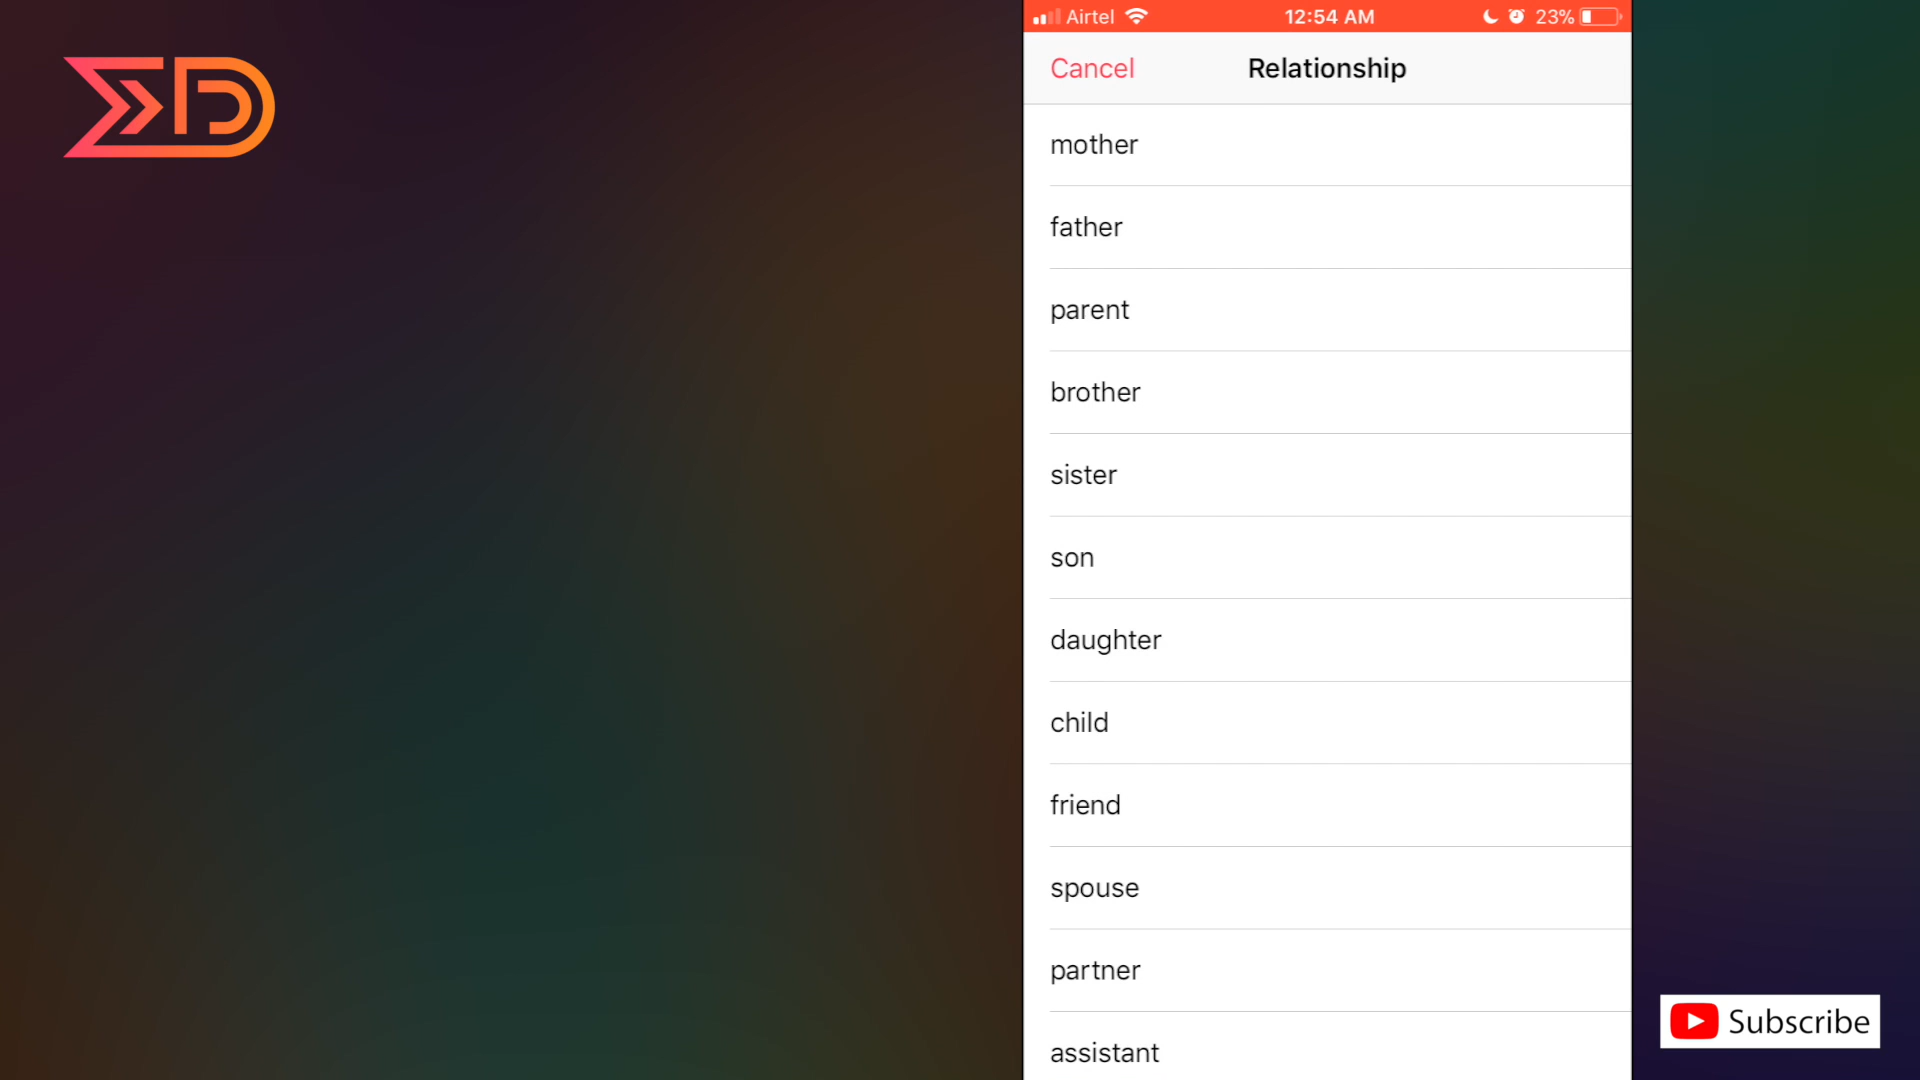 Airtel 12:54 AM 23%
Cancel Relationship
mother
father
parent
brother
sister
son
daughter
child
friend
spouse
partner
assistant
Subscribe